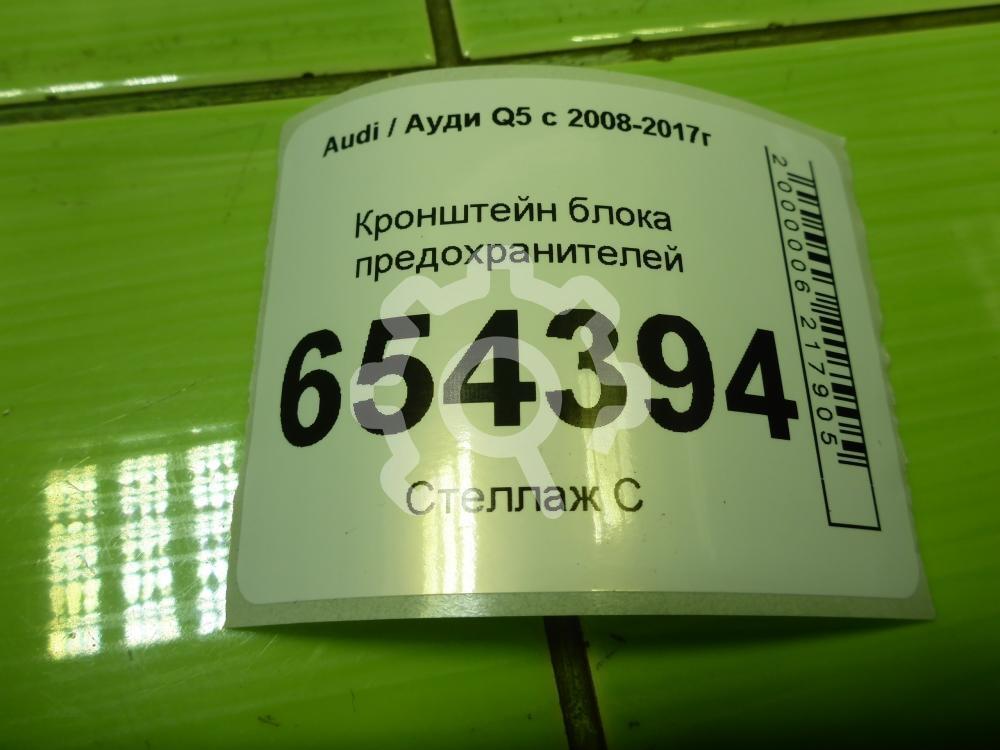 Audi / Ауди Q5 с 2008-2017г
Кронштейн блока
предохранителей
654394
Стеллаж С
2000006217905